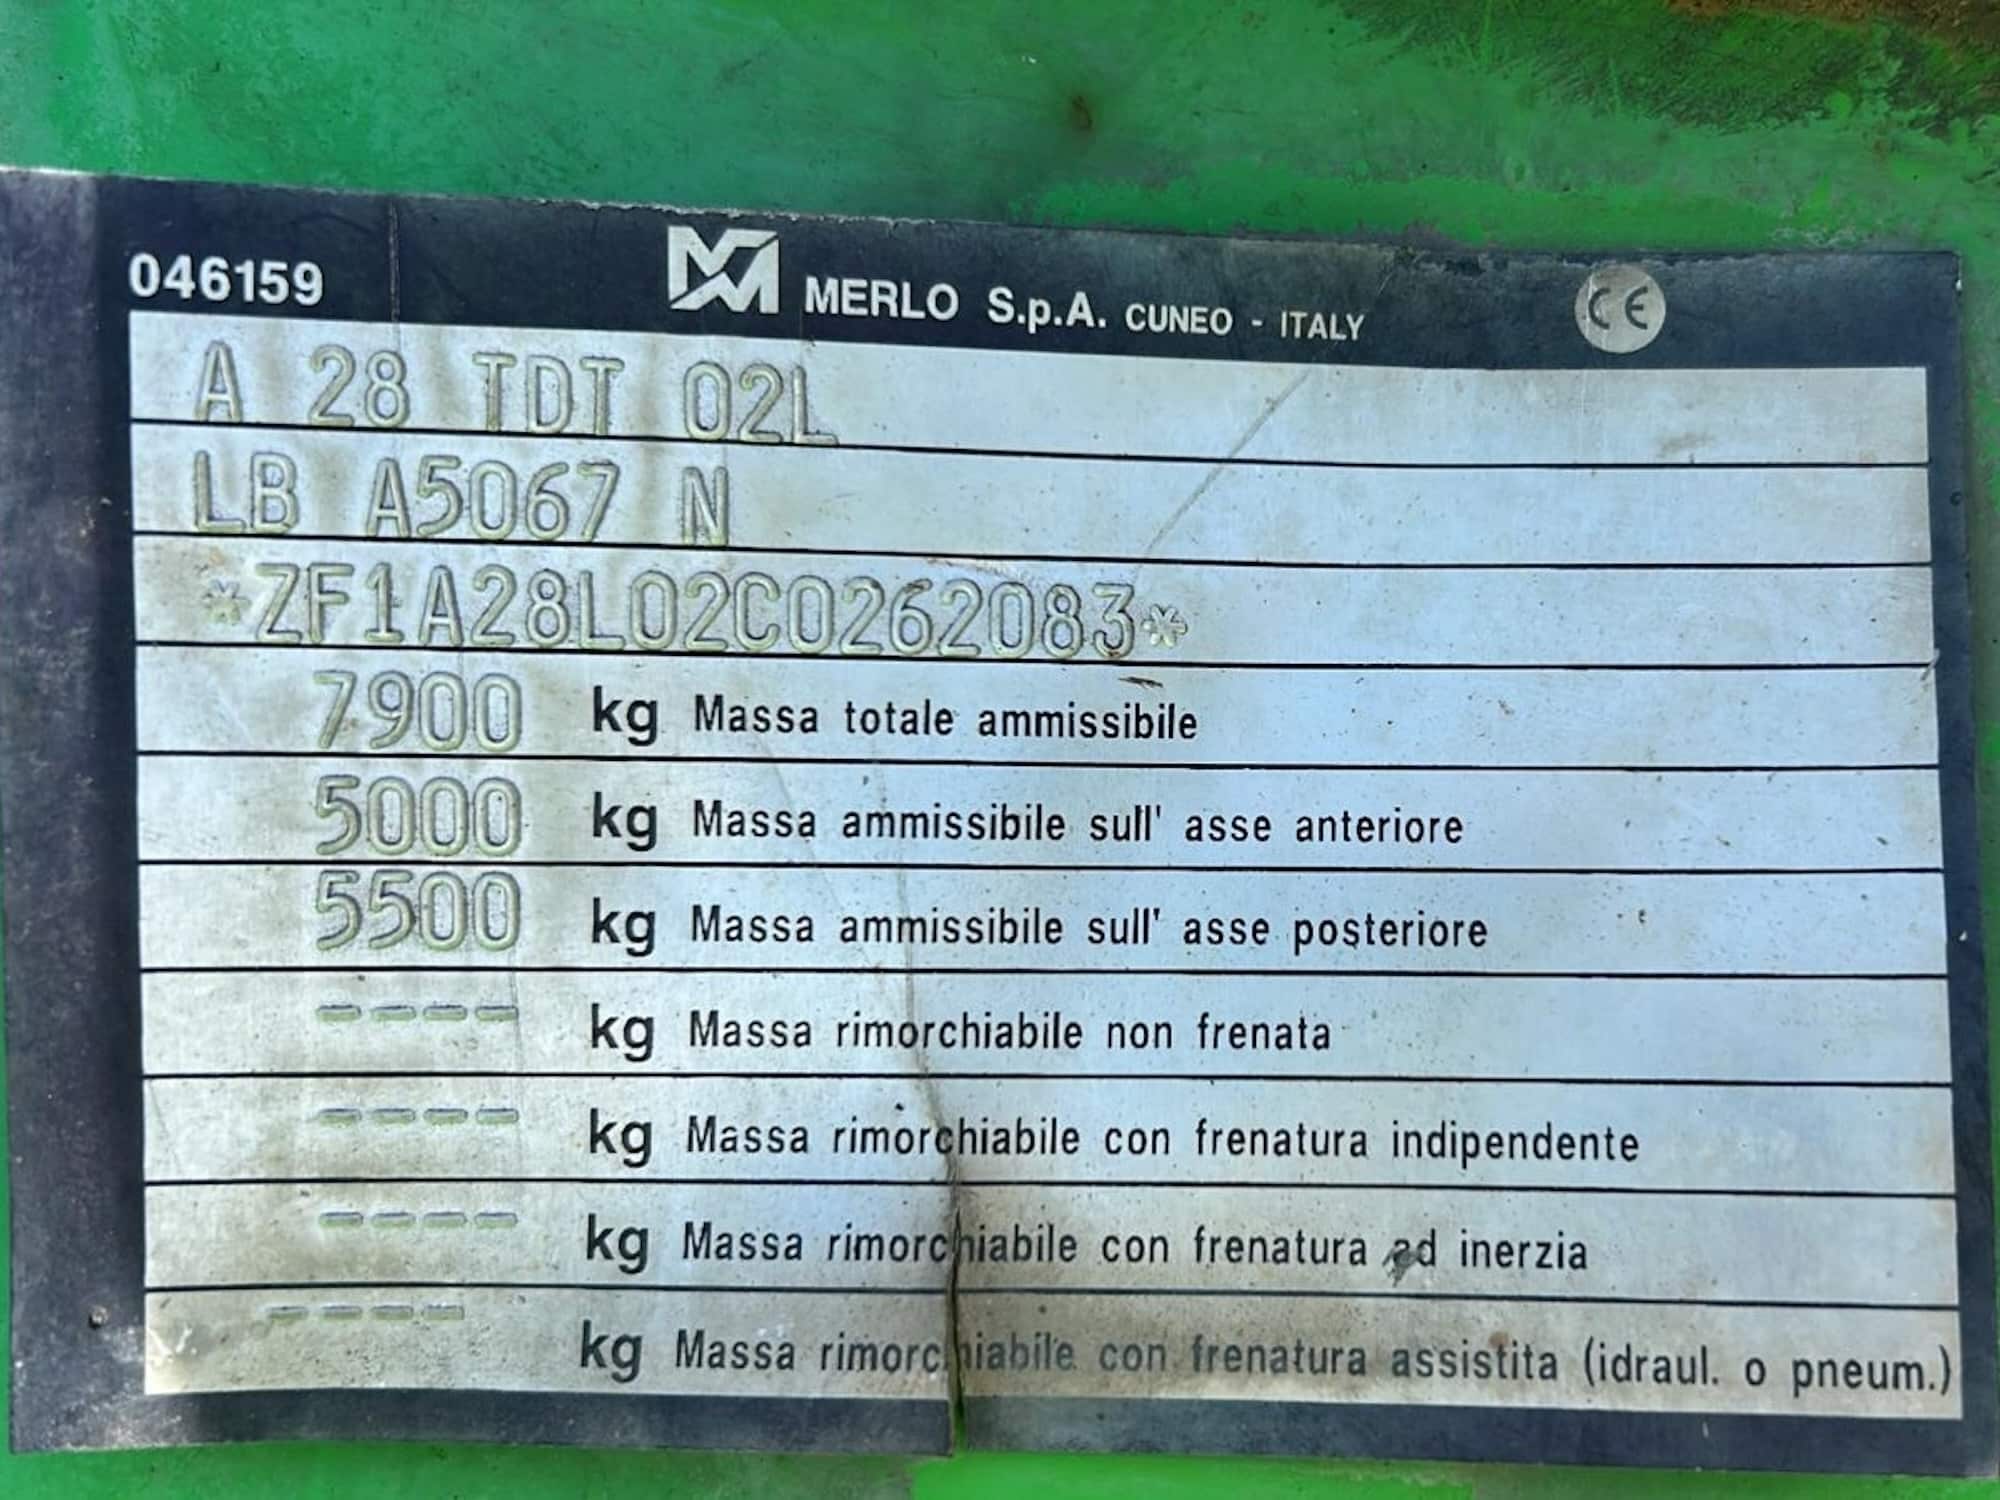 046159
MERLO S.p.A. CUNEO - ITALY
CE
A 28 TDT 02L
LB A5067 N
*ZF1A28L02C0262083*
7900 kg Massa totale ammissibile
5000 kg Massa ammissibile sull' asse anteriore
5500 kg Massa ammissibile sull' asse posteriore
---- kg Massa rimorchiabile non frenata
---- kg Massa rimorchiabile con frenatura indipendente
---- kg Massa rimorchiabile con frenatura ad inerzia
---- kg Massa rimorchiabile con frenatura assistita (idraul. o pneum.)